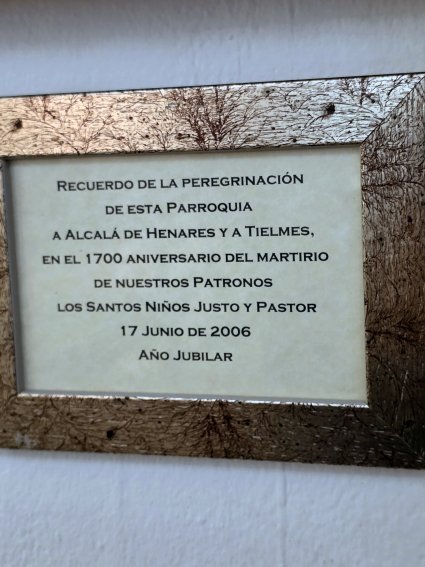 Recuerdo de la peregrinación
de esta Parroquia
a Alcalá de Henares y a Tielmes,
en el 1700 aniversario del martirio
de nuestros Patronos
los Santos Niños Justo y Pastor
17 junio de 2006
Año Jubilar